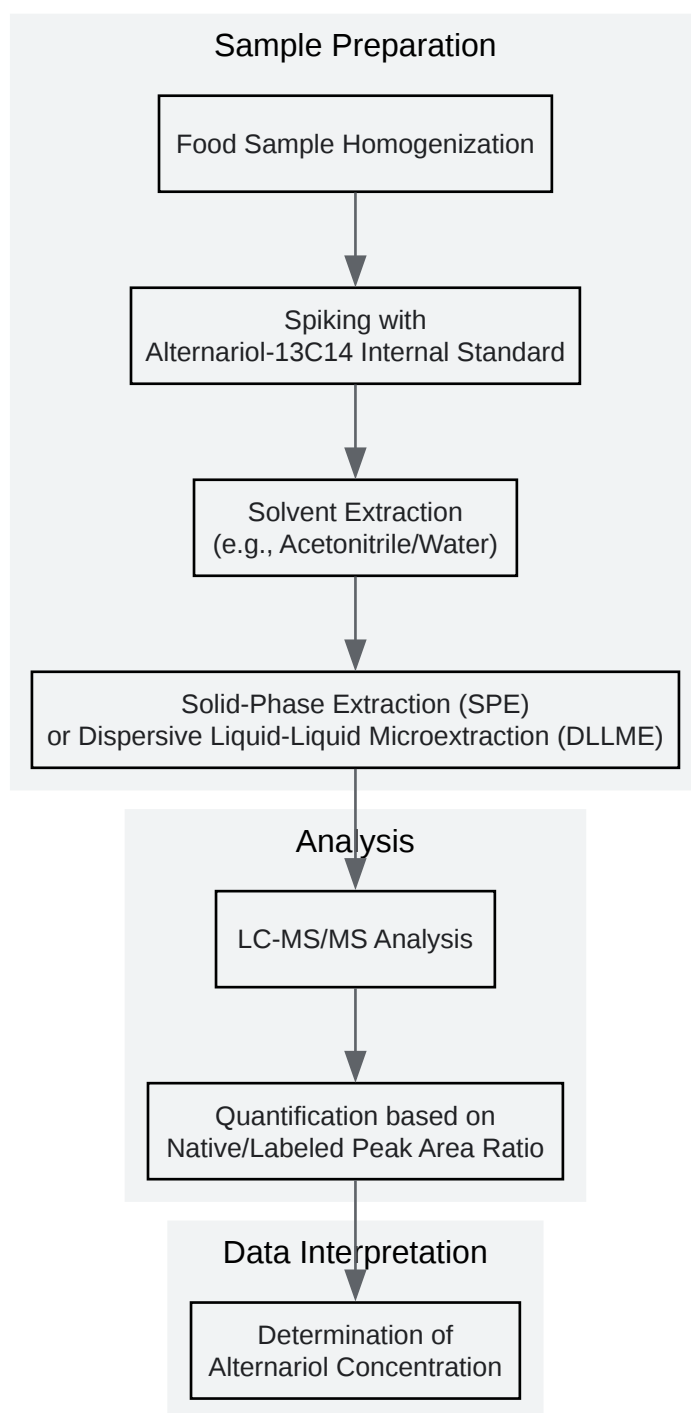 Sample Preparation
Food Sample Homogenization
Spiking with
Alternariol-13C14 Internal Standard
Solvent Extraction
(e.g., Acetonitrile/Water)
Solid-Phase Extraction (SPE)
or Dispersive Liquid-Liquid Microextraction (DLLME)
Analysis
LC-MS/MS Analysis
Quantification based on
Native/Labeled Peak Area Ratio
Data Interpretation
Determination of
Alternariol Concentration